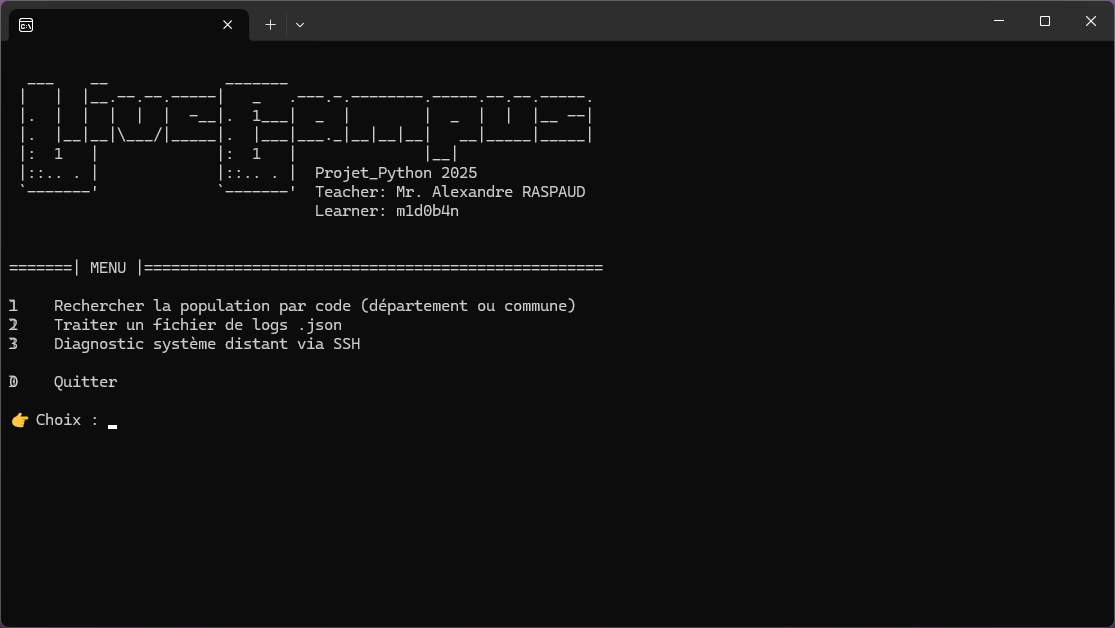 LiveCampus
Projet_Python 2025
Teacher: Mr. Alexandre RASPAUD
Learner: m1d0b4n
=======| MENU |===================================================
1 Rechercher la population par code (département ou commune)
2 Traiter un fichier de logs .json
3 Diagnostic système distant via SSH
0 Quitter
👉 Choix :